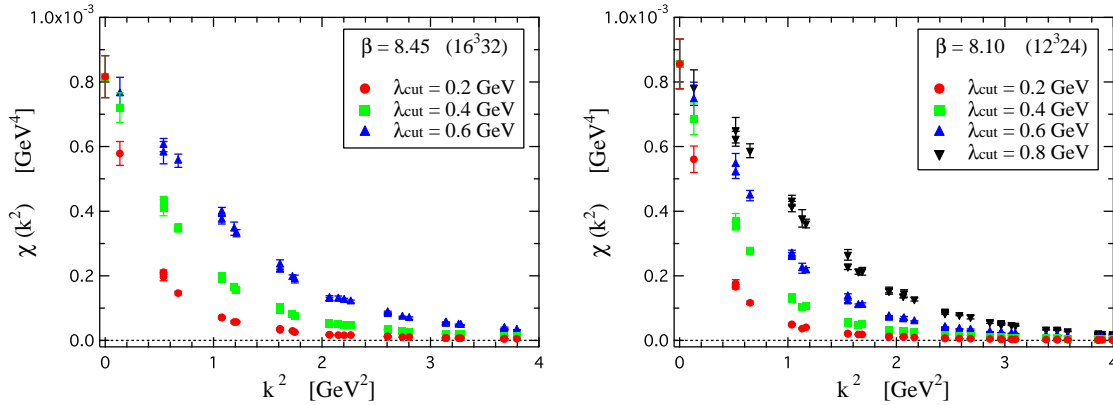 1.0x10⁻³
0.8
0.6
0.4
0.2
0.0
χ (k²) [GeV⁴]
β = 8.45 (16³32)
λcut = 0.2 GeV
λcut = 0.4 GeV
λcut = 0.6 GeV
0 1 2 3 4
k² [GeV²]
1.0x10⁻³
0.8
0.6
0.4
0.2
0.0
χ (k²) [GeV⁴]
β = 8.10 (12³24)
λcut = 0.2 GeV
λcut = 0.4 GeV
λcut = 0.6 GeV
λcut = 0.8 GeV
0 1 2 3 4
k² [GeV²]